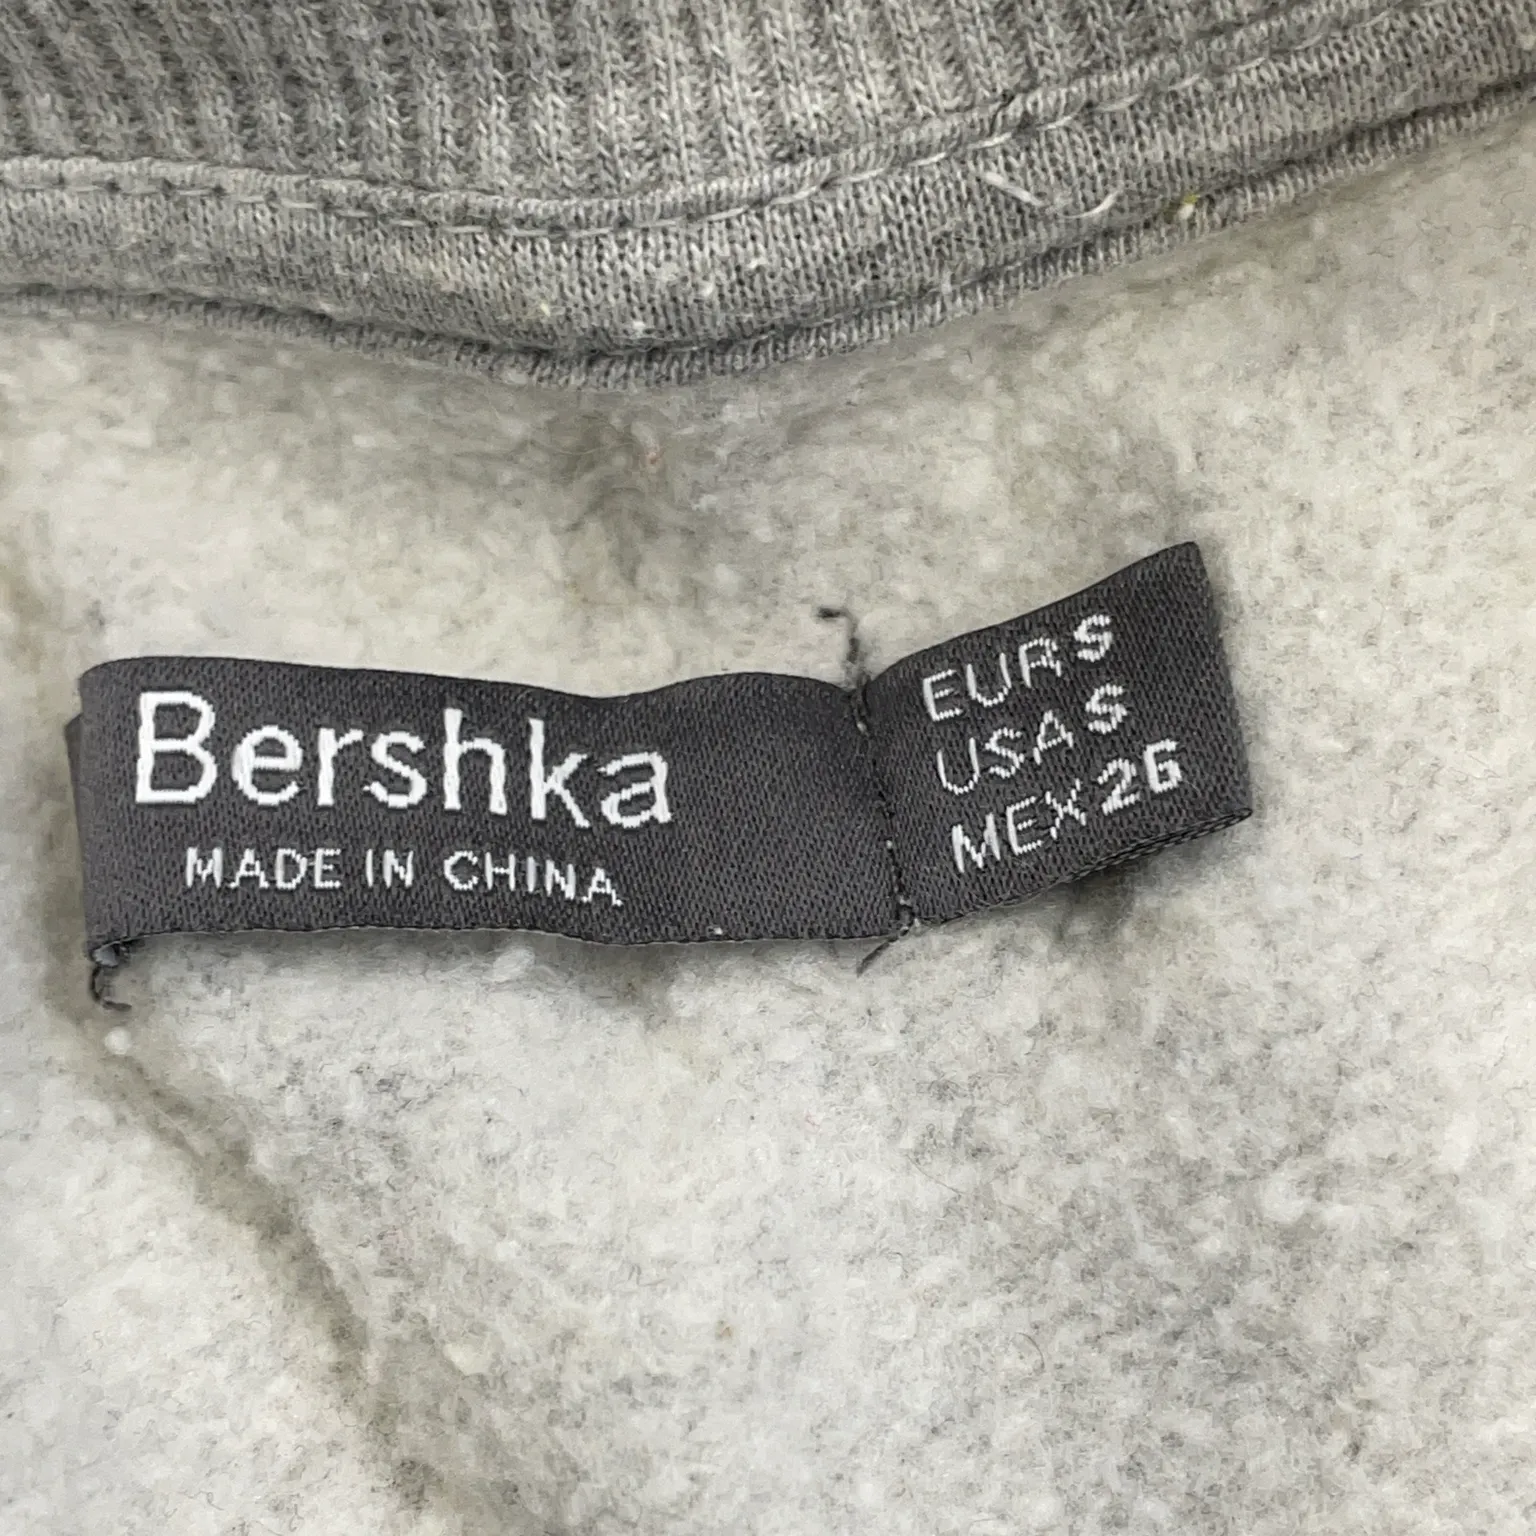 Bershka
MADE IN CHINA
EUR S
USA S
MEX 26